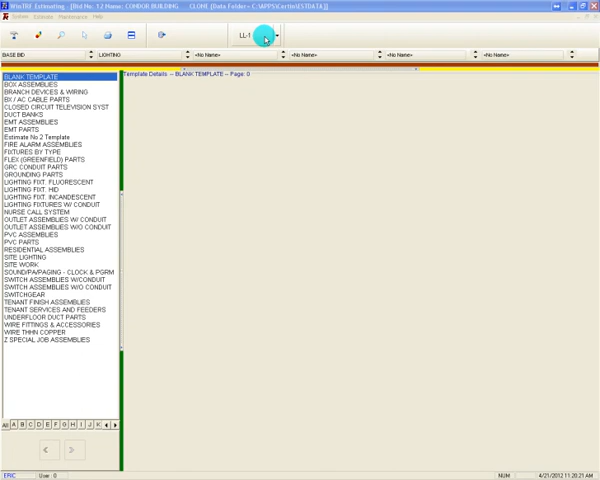 WinTRF Estimating - [Bid No. 12 Name: CONDOR BUILDING CLONE [Data Folder= C:\APPS\Certin\ESTDATA\]
System Estimate Maintenance Help
LL-1
BASE BID LIGHTING <No Name> <No Name> <No Name> <No Name>
Template Details -- BLANK TEMPLATE -- Page: 0
BLANK TEMPLATE
BOX ASSEMBLIES
BRANCH DEVICES & WIRING
BX / AC CABLE PARTS
CLOSED CIRCUIT TELEVISION SYST
DUCT BANKS
EMT ASSEMBLIES
EMT PARTS
Estimate No 2 Template
FIRE ALARM ASSEMBLIES
FIXTURES BY TYPE
FLEX (GREENFIELD) PARTS
GRC CONDUIT PARTS
GROUNDING PARTS
LIGHTING FIXT. FLUORESCENT
LIGHTING FIXT. HID
LIGHTING FIXT. INCANDESCENT
LIGHTING FIXTURES W/ CONDUIT
NURSE CALL SYSTEM
OUTLET ASSEMBLIES W/ CONDUIT
OUTLET ASSEMBLIES W/O CONDUIT
PVC ASSEMBLIES
PVC PARTS
RESIDENTIAL ASSEMBLIES
SITE LIGHTING
SITE WORK
SOUND/PA/PAGING - CLOCK & PGRM
SWITCH ASSEMBLIES W/CONDUIT
SWITCH ASSEMBLIES W/O CONDUIT
SWITCHGEAR
TENANT FINISH ASSEMBLIES
TENANT SERVICES AND FEEDERS
UNDERFLOOR DUCT PARTS
WIRE FITTINGS & ACCESSORIES
WIRE THHN COPPER
Z SPECIAL JOB ASSEMBLIES
All A B C D E F G H I J K
ERIC User : 0 NUM 4/21/2012 11:20:21 AM